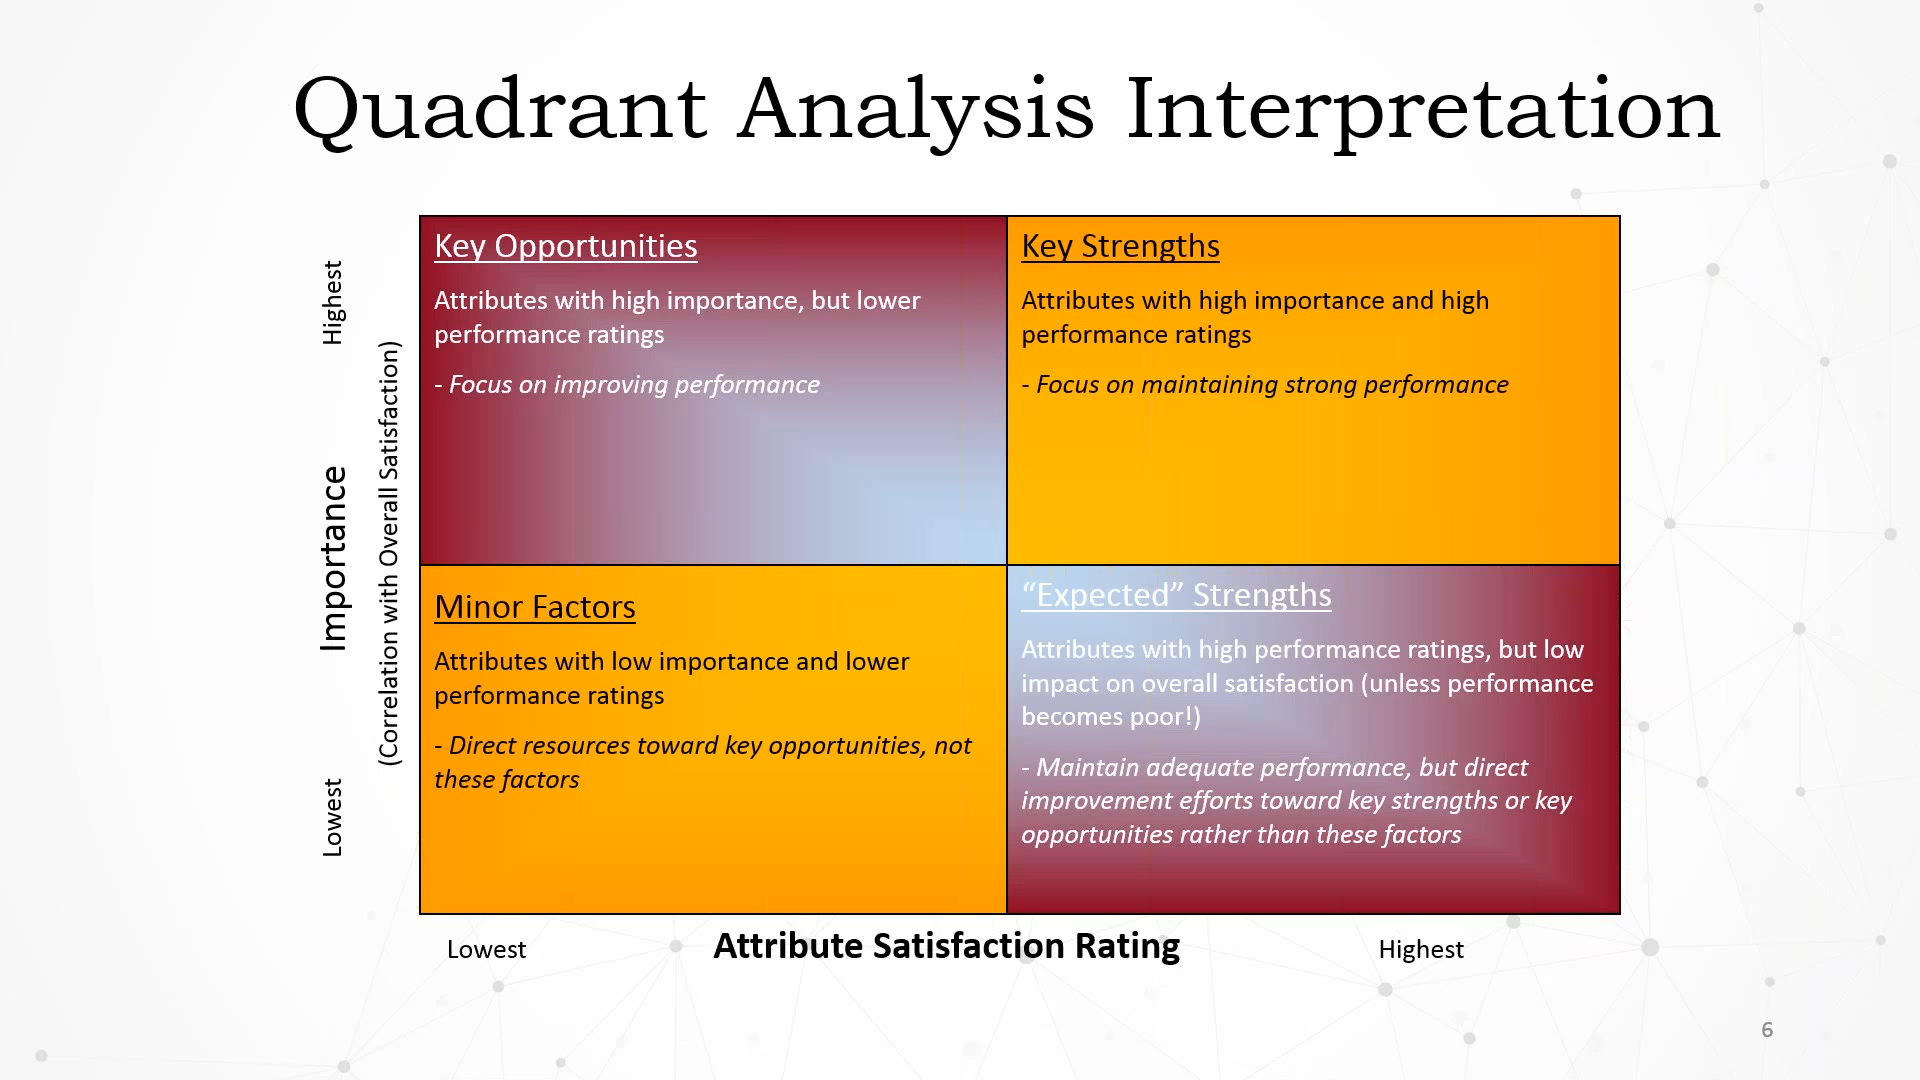 Quadrant Analysis Interpretation
Key Opportunities
Attributes with high importance, but lower
performance ratings
- Focus on improving performance
Key Strengths
Attributes with high importance and high
performance ratings
- Focus on maintaining strong performance
Minor Factors
Attributes with low importance and lower
performance ratings
- Direct resources toward key opportunities, not
these factors
“Expected” Strengths
Attributes with high performance ratings, but low
impact on overall satisfaction (unless performance
becomes poor!)
- Maintain adequate performance, but direct
improvement efforts toward key strengths or key
opportunities rather than these factors
Highest
Importance
(Correlation with Overall Satisfaction)
Lowest
Lowest
Attribute Satisfaction Rating
Highest
6